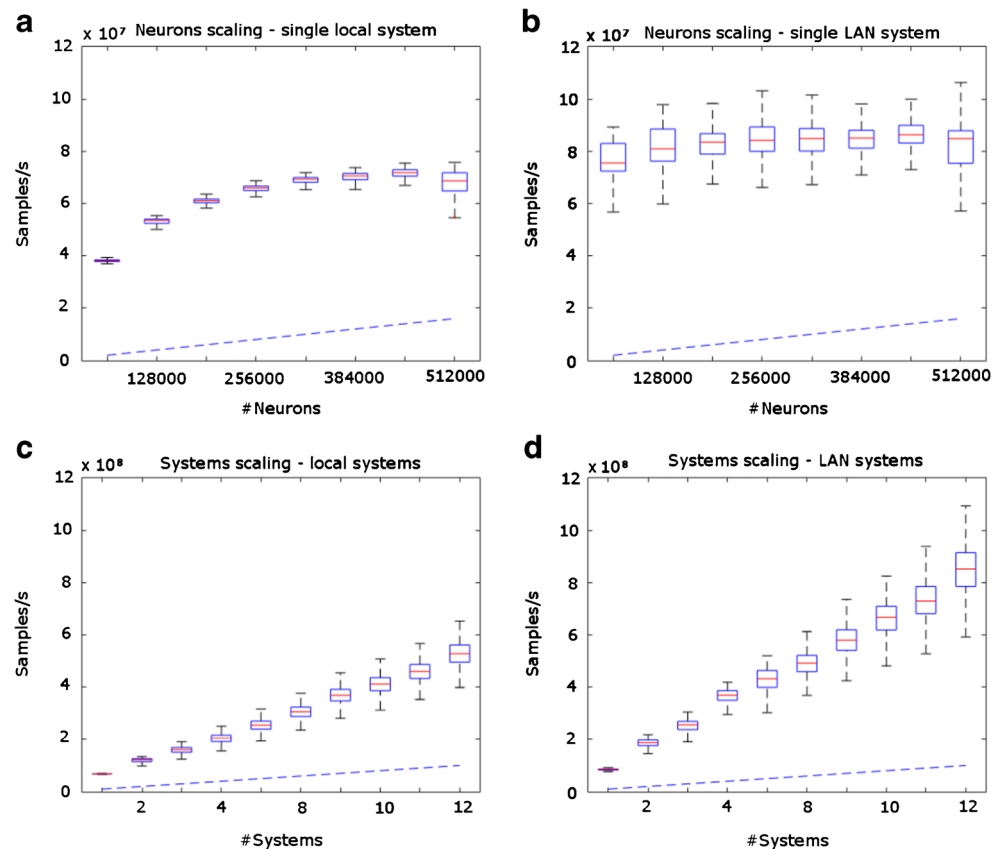 a
x 10⁷
Neurons scaling - single local system
12
10
8
6
4
2
0
Samples/s
128000
256000
384000
512000
#Neurons
b
x 10⁷
Neurons scaling - single LAN system
12
10
8
6
4
2
0
Samples/s
128000
256000
384000
512000
#Neurons
c
x 10⁸
Systems scaling - local systems
12
10
8
6
4
2
0
Samples/s
2
4
8
10
12
#Systems
d
x 10⁸
Systems scaling - LAN systems
12
10
8
6
4
2
0
Samples/s
2
4
8
10
12
#Systems